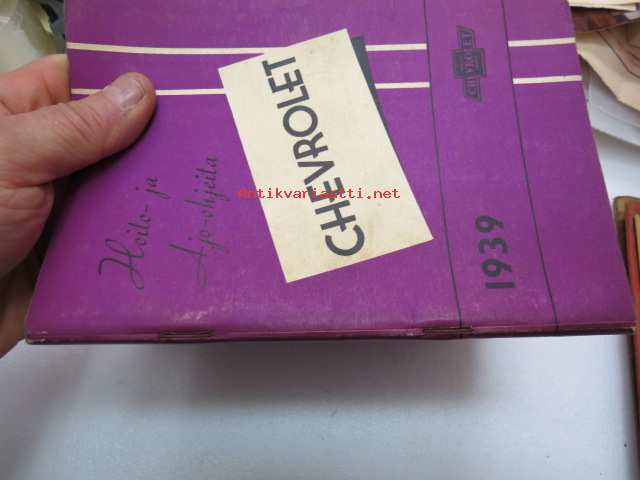 Hoito- ja
Ajo-ohjeita
CHEVROLET
CHEVROLET
1939
Antikvariaatti.net